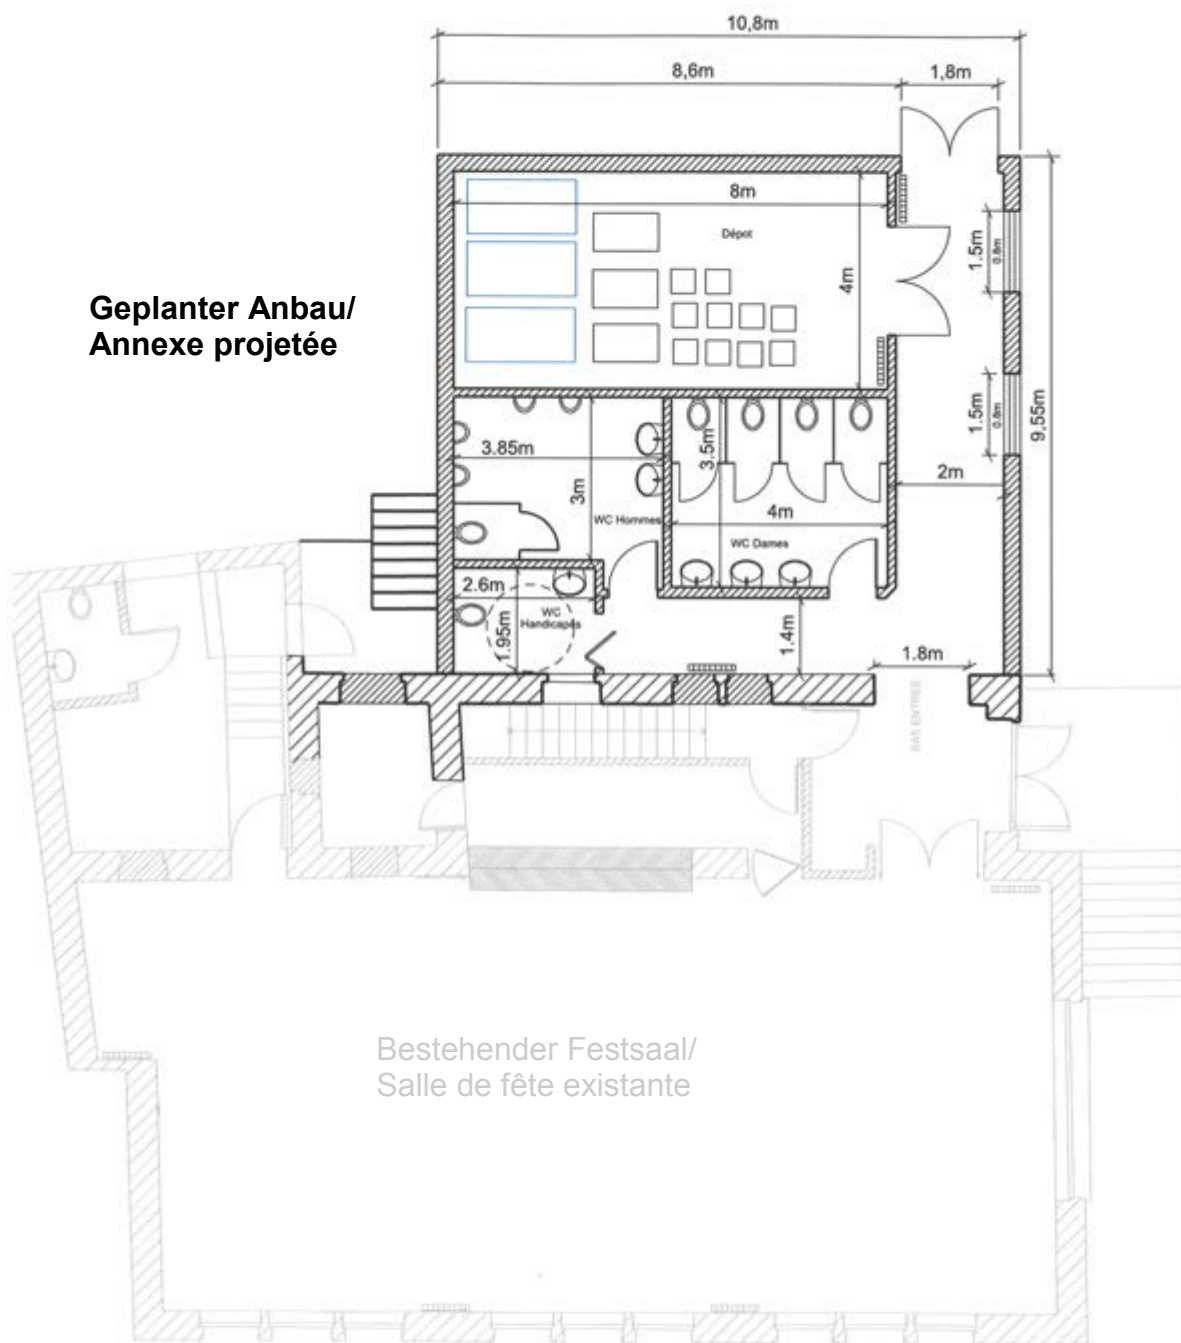 10,8m
8,6m
1,8m
8m
Dépot
4m
1.5m
0.8m
Geplanter Anbau/
Annexe projetée
1.5m
0.8m
9,55m
3.85m
3.5m
2m
3m
WC Hommes
4m
WC Dames
2.6m
WC
Handicapés
1.95m
1.4m
1.8m
SAS ENTREE
Bestehender Festsaal/
Salle de fête existante